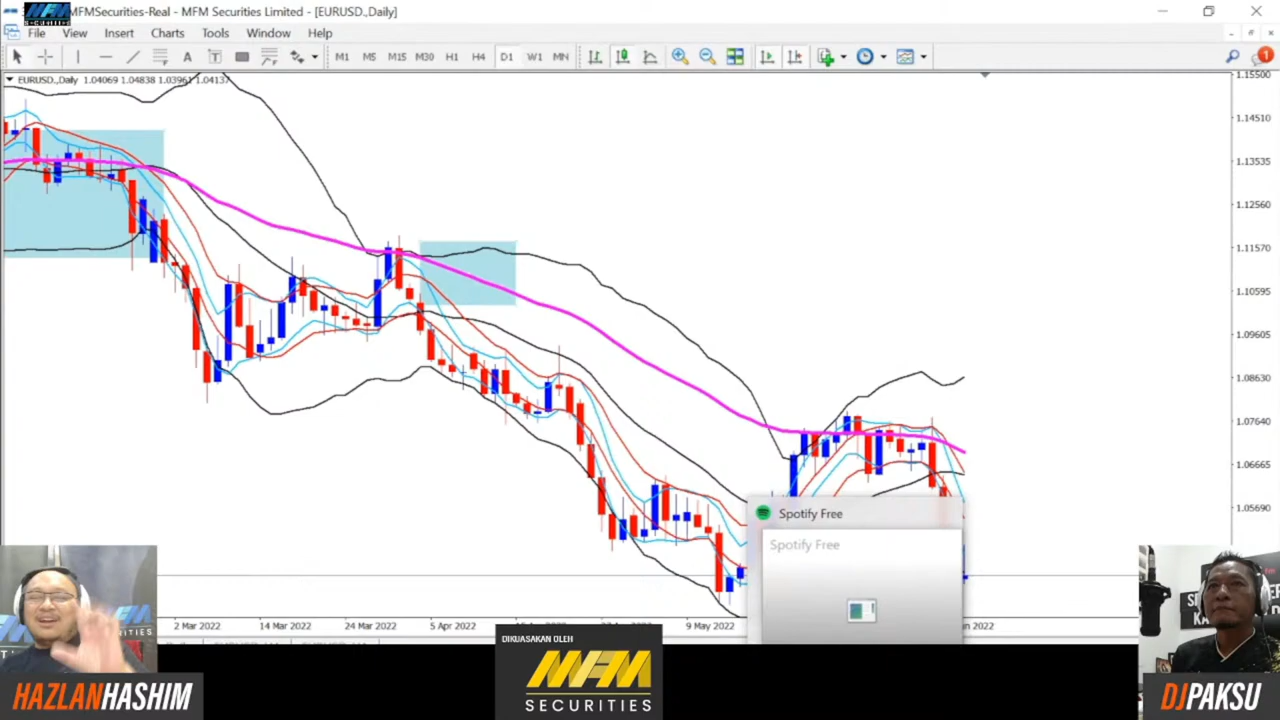 MFMSecurities-Real - MFM Securities Limited - [EURUSD.,Daily]
MFM
SECURITIES
File View Insert Charts Tools Window Help
A T M1 M5 M15 M30 H1 H4 D1 W1 MN 1
EURUSD.,Daily 1.04069 1.04838 1.03961 1.04137
1.15500
1.14510
1.13535
1.12560
1.11570
1.10595
1.09605
1.08630
1.07640
1.06665
1.05690
Spotify Free
Spotify Free
2 Mar 2022 14 Mar 2022 24 Mar 2022 5 Apr 2022 9 May 2022 2022
DIKUASAKAN OLEH
MFM
SECURITIES
HAZLANHASHIM
DJPAKSU